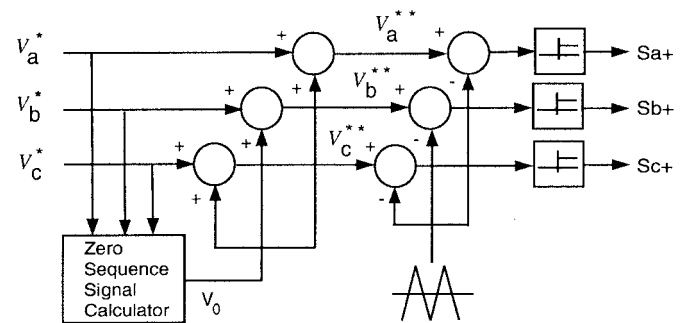 V_a^* + V_a^{**} + Sa+
+ -
V_b^* + V_b^{**} + Sb+
+ -
V_c^* + V_c^{**} + Sc+
+ -
Zero
Sequence
Signal
Calculator
V_0